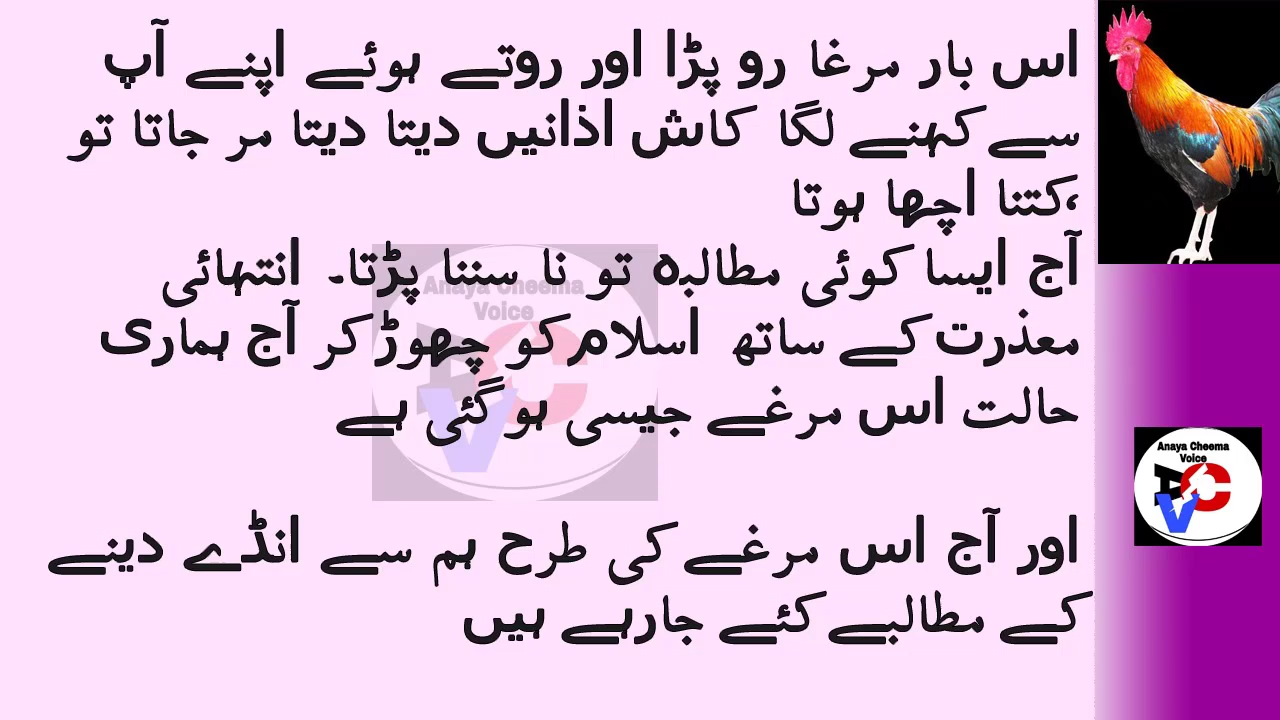 اس بار مرغا رو پڑا اور روتے ہوئے اپنے آپ
سے کہنے لگا کاش اذانیں دیتا دیتا مر جاتا تو
،کتنا اچھا ہوتا
آج ایسا کوئی مطالبہ تو نا سننا پڑتا۔ انتہائی
معذرت کے ساتھ اسلام کو چھوڑ کر آج ہماری
حالت اس مرغے جیسی ہو گئی ہے
اور آج اس مرغے کی طرح ہم سے انڈے دینے
کے مطالبے کئے جارہے ہیں
Anaya Cheema
Voice
Anaya Cheema
Voice